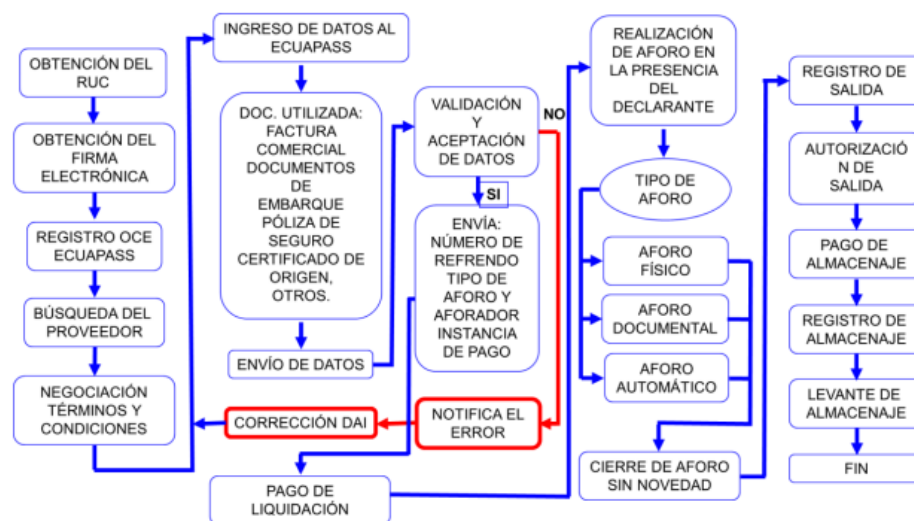 OBTENCIÓN DEL
RUC
OBTENCIÓN DEL
FIRMA
ELECTRÓNICA
REGISTRO OCE
ECUAPASS
BÚSQUEDA DEL
PROVEEDOR
NEGOCIACIÓN
TÉRMINOS Y
CONDICIONES
INGRESO DE DATOS AL
ECUAPASS
DOC. UTILIZADA:
FACTURA
COMERCIAL
DOCUMENTOS
DE
EMBARQUE
PÓLIZA DE
SEGURO
CERTIFICADO DE
ORIGEN,
OTROS.
ENVÍO DE DATOS
VALIDACIÓN
Y
ACEPTACIÓN
DE DATOS
NO
SI
ENVÍA:
NÚMERO DE
REFRENDO
TIPO DE
AFORO Y
AFORADOR
INSTANCIA
DE PAGO
NOTIFICA EL
ERROR
CORRECCIÓN DAI
PAGO DE
LIQUIDACIÓN
REALIZACIÓN
DE AFORO EN
LA PRESENCIA
DEL
DECLARANTE
TIPO DE
AFORO
AFORO
FÍSICO
AFORO
DOCUMENTAL
AFORO
AUTOMÁTICO
CIERRE DE AFORO
SIN NOVEDAD
REGISTRO DE
SALIDA
AUTORIZACIÓ
N DE
SALIDA
PAGO DE
ALMACENAJE
REGISTRO DE
ALMACENAJE
LEVANTE DE
ALMACENAJE
FIN